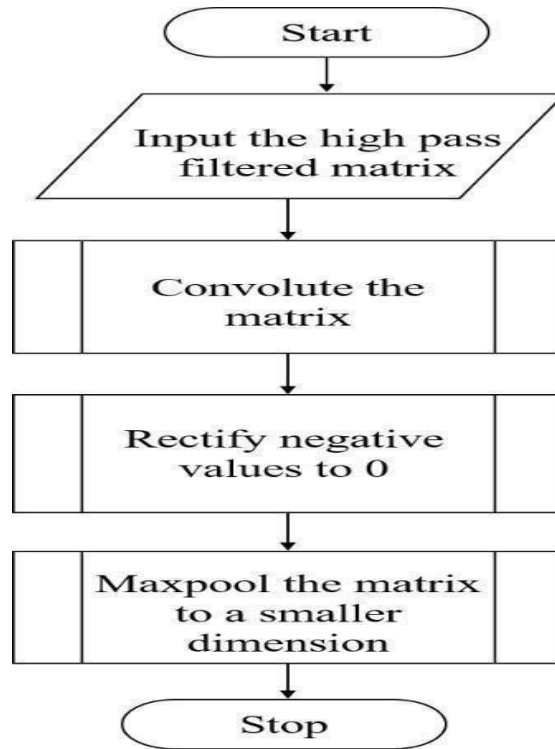 Start
Input the high pass
filtered matrix
Convolute the
matrix
Rectify negative
values to 0
Maxpool the matrix
to a smaller
dimension
Stop